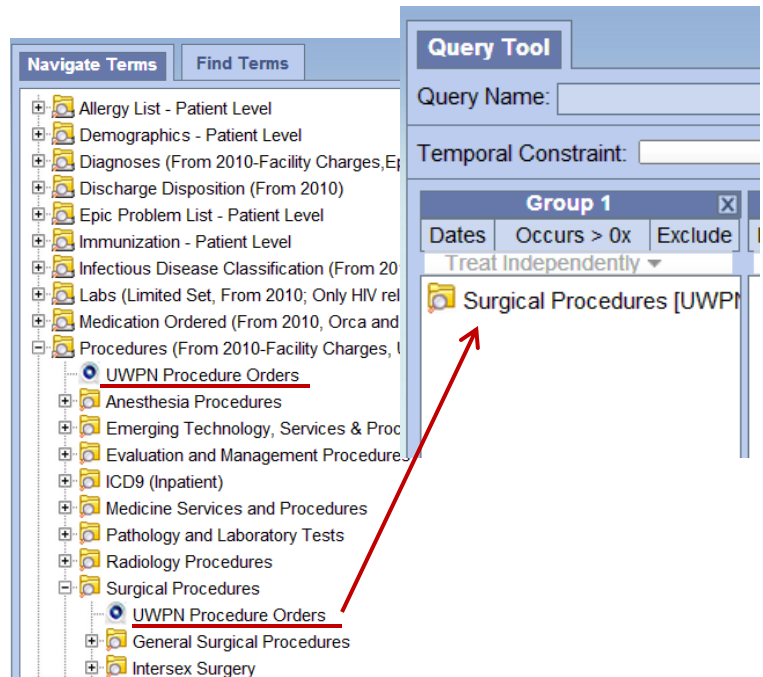 Navigate Terms
Find Terms
Allergy List - Patient Level
Demographics - Patient Level
Diagnoses (From 2010-Facility Charges,
Discharge Disposition (From 2010)
Epic Problem List - Patient Level
Immunization - Patient Level
Infectious Disease Classification (From
Labs (Limited Set, From 2010; Only HIV
Medication Ordered (From 2010, Orca and
Procedures (From 2010-Facility Charges,
UWPN Procedure Orders
Anesthesia Procedures
Emerging Technology, Services &
Evaluation and Management Procedures
ICD9 (Inpatient)
Medicine Services and Procedures
Pathology and Laboratory Tests
Radiology Procedures
Surgical Procedures
UWPN Procedure Orders
General Surgical Procedures
Intersex Surgery
Query Tool
Query Name:
Temporal Constraint:
Group 1 X
Dates Occurs > 0x Exclude
Treat Independently
Surgical Procedures